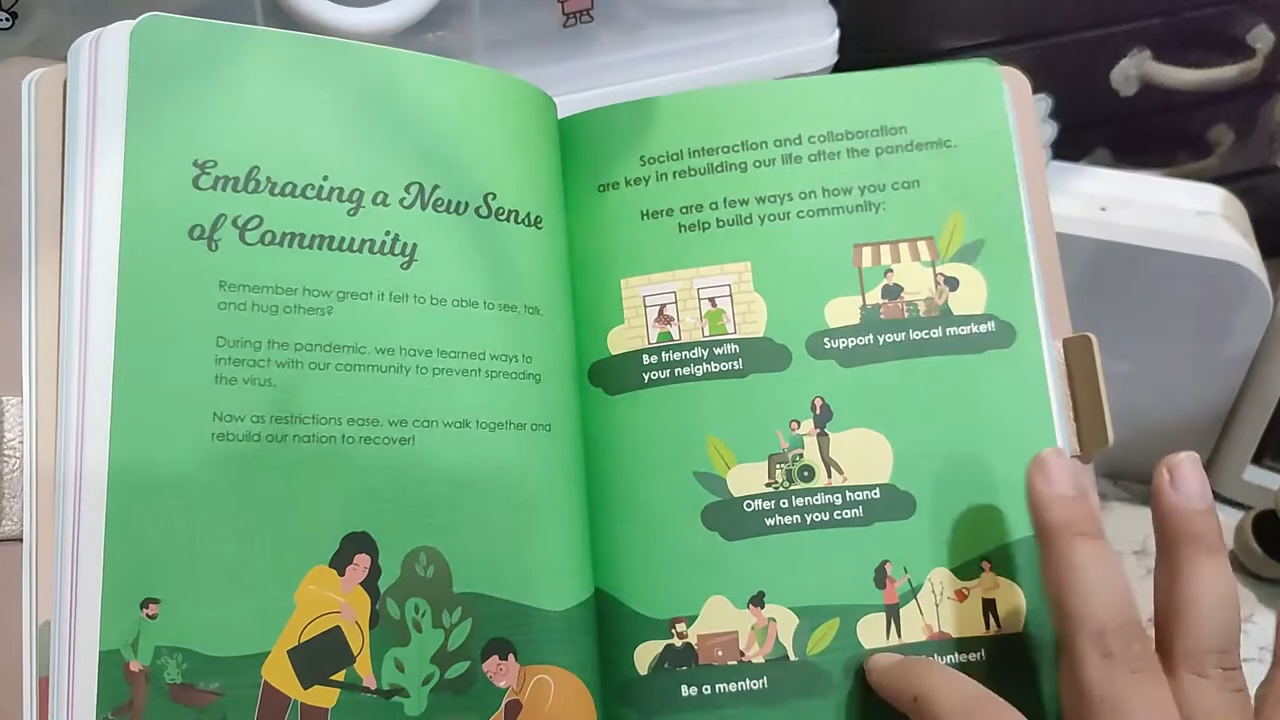 Embracing a New Sense
of Community
Remember how great it felt to be able to see, talk,
and hug others?
During the pandemic, we have learned ways to
interact with our community to prevent spreading
the virus.
Now as restrictions ease, we can walk together and
rebuild our nation to recover!
Social interaction and collaboration
are key in rebuilding our life after the pandemic.
Here are a few ways on how you can
help build your community:
Be friendly with
your neighbors!
Support your local market!
Offer a lending hand
when you can!
Be a mentor!